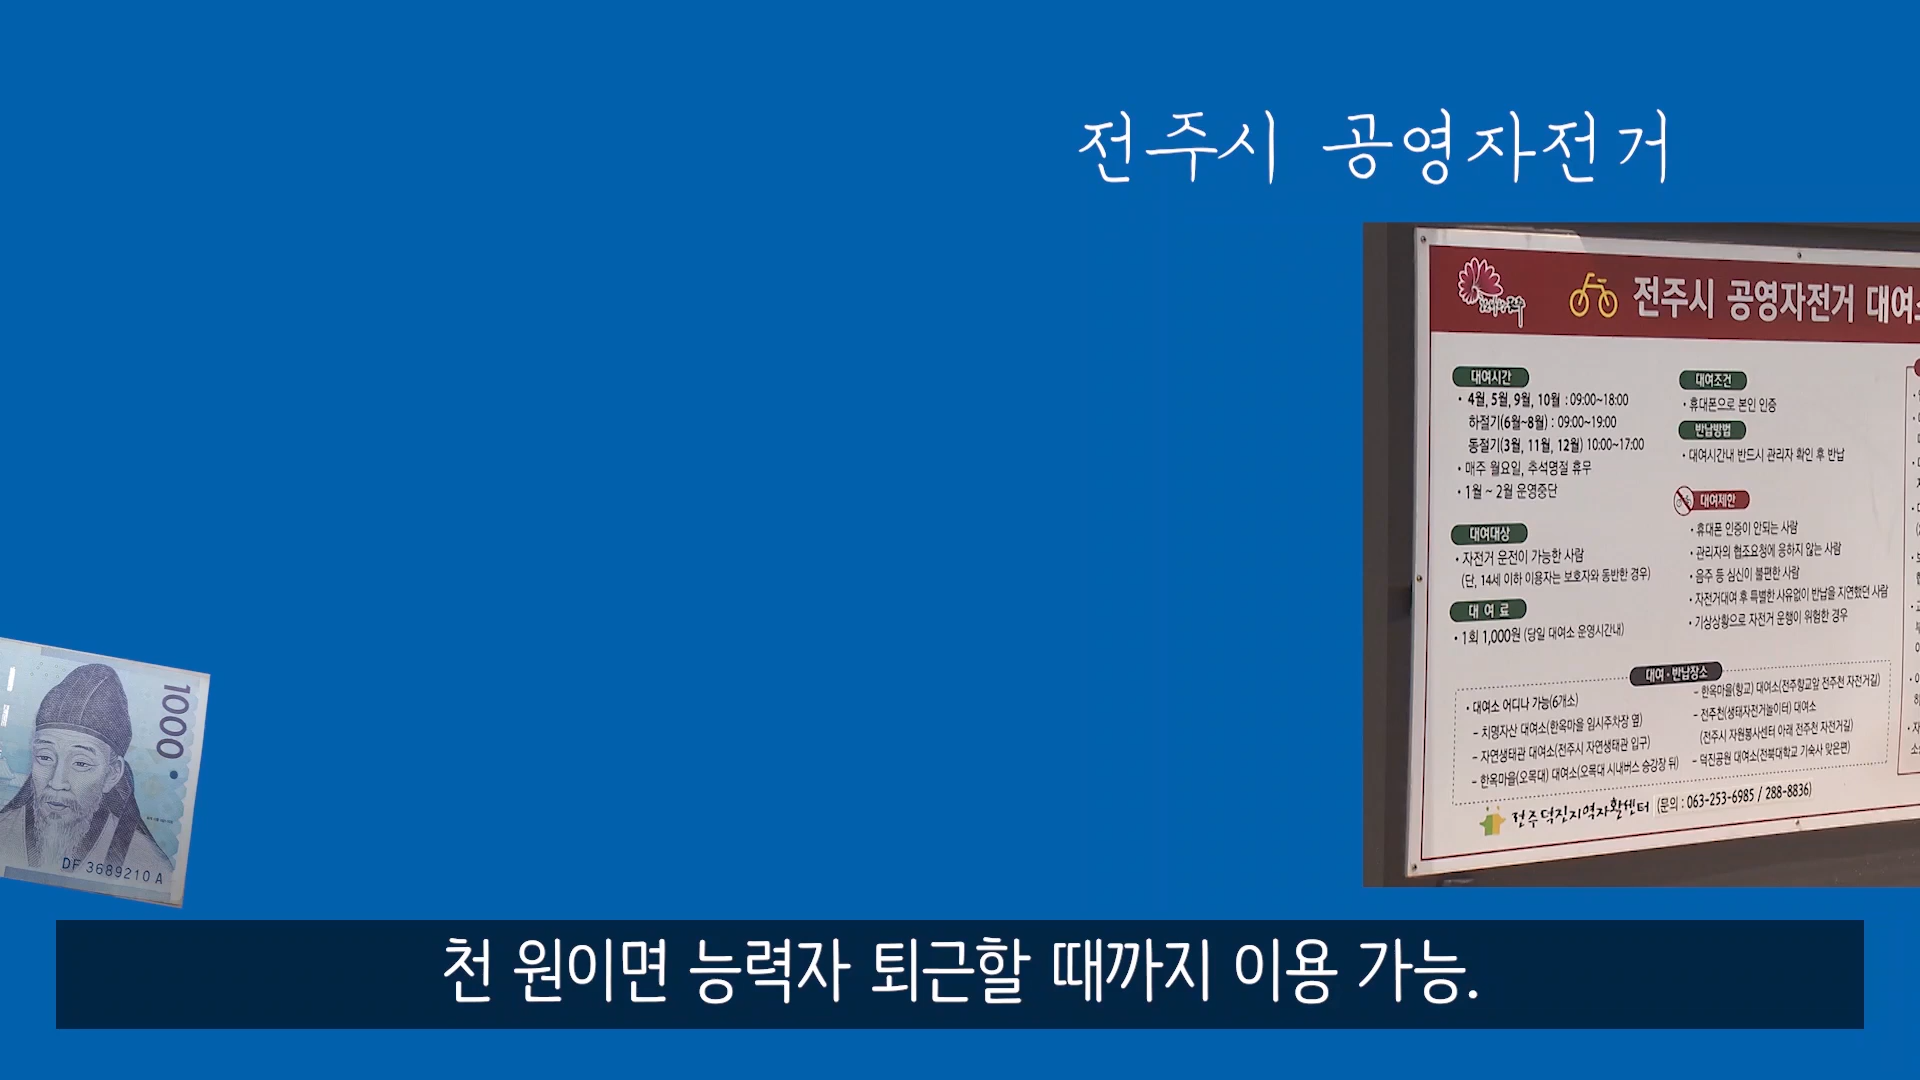 전주시 공영자전거
전주시 공영자전거 대여
대여시간
· 4월, 5월, 9월, 10월 : 09:00~18:00
하절기(6월~8월) : 09:00~19:00
동절기(3월, 11월, 12월) 10:00~17:00
· 매주 월요일, 추석명절 휴무
· 1월 ~ 2월 운영중단
대여대상
· 자전거 운전이 가능한 사람
(단, 14세 이하 이용자는 보호자와 동반한 경우)
대 여 료
· 1회 1,000원 (당일 대여소 운영시간내)
대여조건
· 휴대폰으로 본인 인증
반납방법
· 대여시간내 반드시 관리자 확인 후 반납
대여제한
· 휴대폰 인증이 안되는 사람
· 관리자의 협조요청에 응하지 않는 사람
· 음주 등 심신이 불편한 사람
· 자전거대여 후 특별한 사유없이 반납을 지연했던 사람
· 기상상황으로 자전거 운행이 위험한 경우
대여 · 반납장소
· 대여소 어디나 가능(6개소)
- 치명자산 대여소(한옥마을 임시주차장 옆)
- 자연생태관 대여소(전주시 자연생태관 입구)
- 한옥마을(오목대) 대여소(오목대 시내버스 승강장 뒤)
- 한옥마을(향교) 대여소(전주향교앞 전주천 자전거길)
- 전주천(생태자전거놀이터) 대여소
(전주시 자원봉사센터 아래 전주천 자전거길)
- 덕진공원 대여소(전북대학교 기숙사 맞은편)
전주덕진지역자활센터 (문의 : 063-253-6985 / 288-8836)
1000
DF 3689210 A
천 원이면 능력자 퇴근할 때까지 이용 가능.